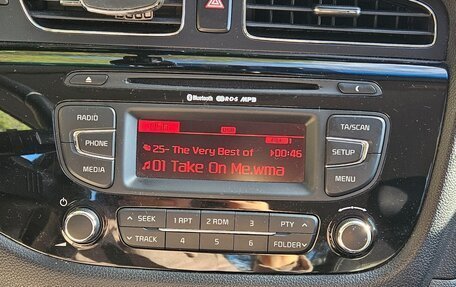 Bluetooth RDS MP3
RADIO
TA/SCAN
USB
PHONE
25- The Very Best of 00:46
SETUP
MEDIA
♫01 Take On Me.wma
MENU
SEEK 1 RPT 2 RDM 3 PTY
TRACK 4 5 6 FOLDER